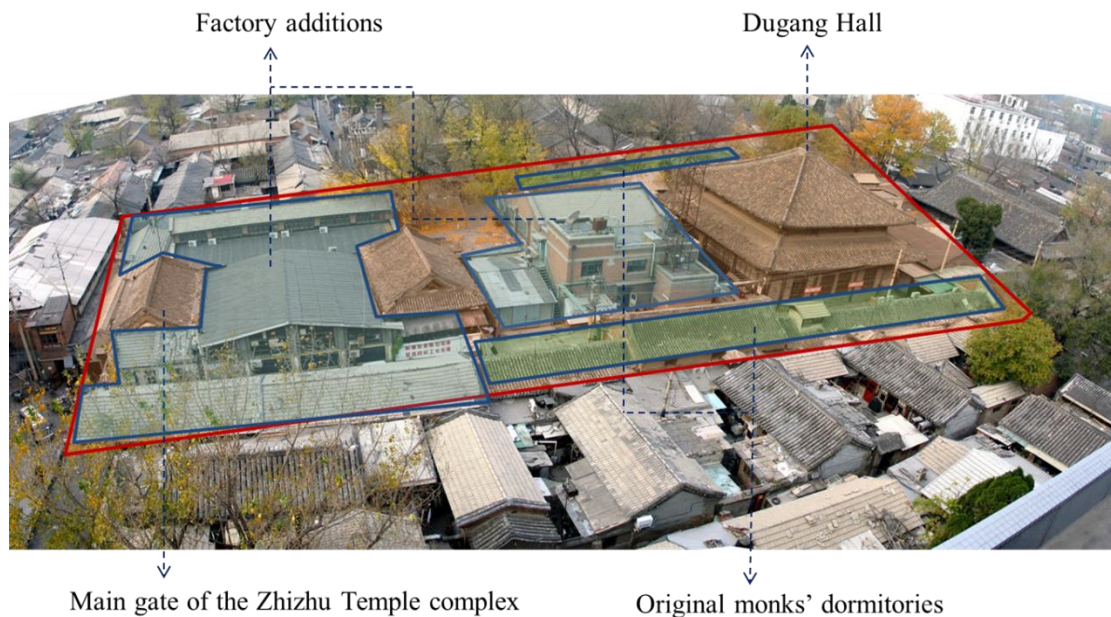 Factory additions
Dugang Hall
Main gate of the Zhizhu Temple complex
Original monks' dormitories